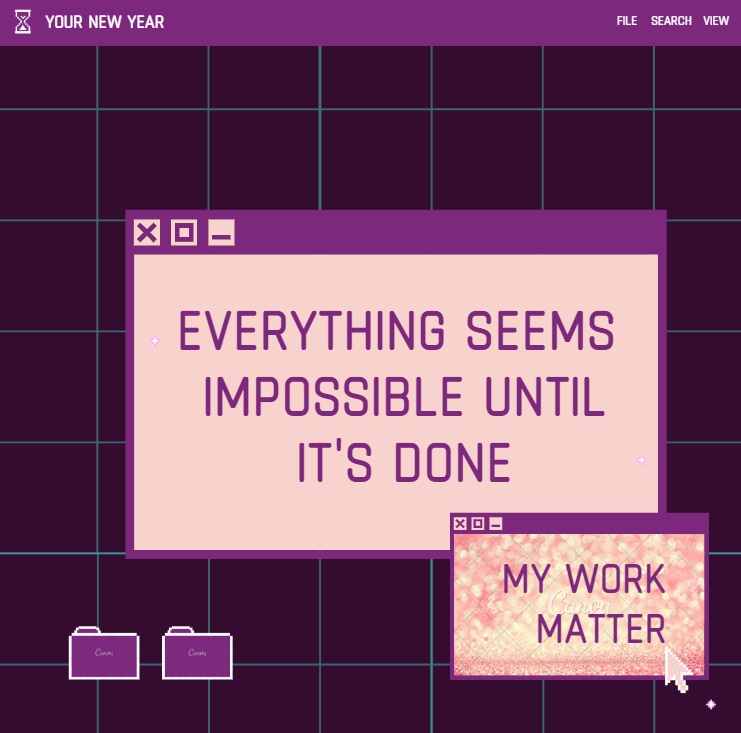 YOUR NEW YEAR
FILE SEARCH VIEW
EVERYTHING SEEMS
IMPOSSIBLE UNTIL
IT'S DONE
MY WORK
Canva
MATTER
Canva
Canva